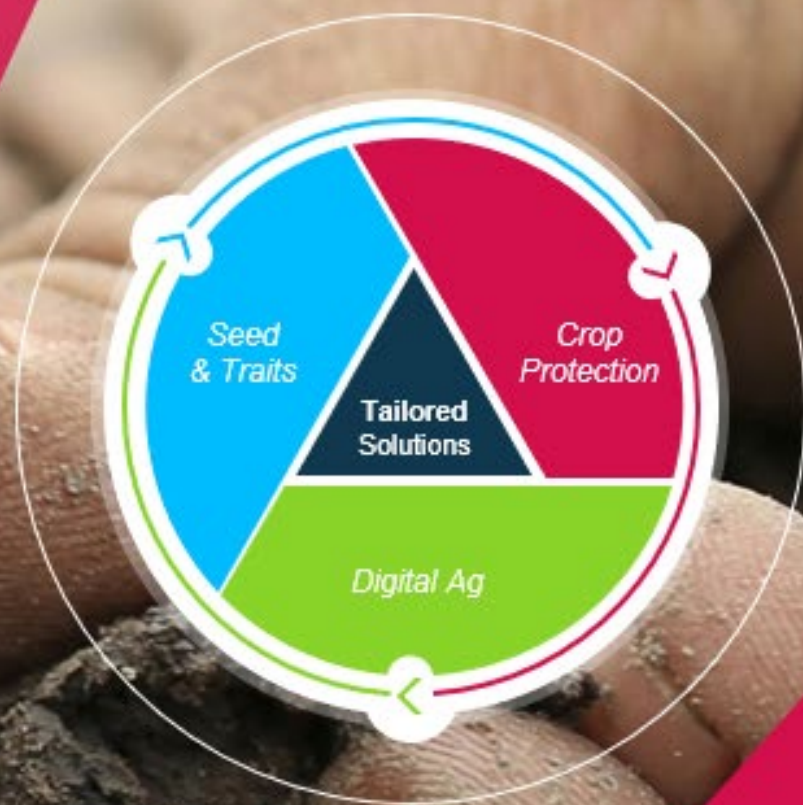 Seed
& Traits
Crop
Protection
Tailored
Solutions
Digital Ag